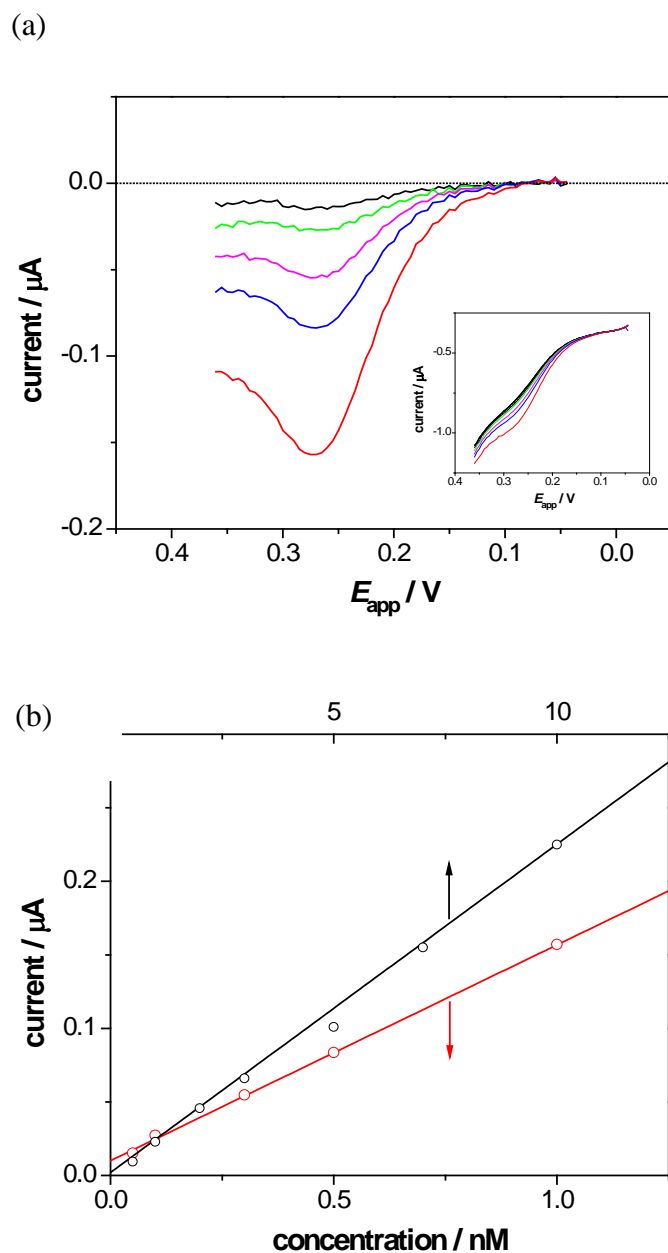 (a)
0.0
-0.1
-0.2
current / µA
0.4 0.3 0.2 0.1 0.0
E app / V
-0.5
-1.0
current / µA
0.4 0.3 0.2 0.1 0.0
E app / V
(b)
5 10
0.2
0.1
0.0
current / µA
0.0 0.5 1.0
concentration / nM